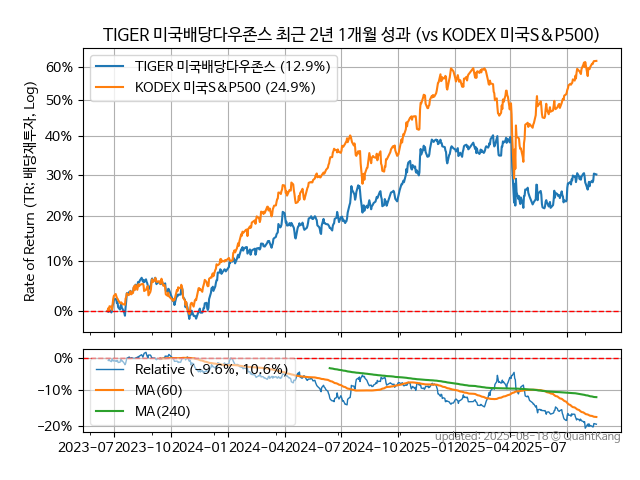 TIGER 미국배당다우존스 최근 2년 1개월 성과 (vs KODEX 미국S&P500)
Rate of Return (TR: 배당재투자, Log)
TIGER 미국배당다우존스 (12.9%)
KODEX 미국S&P500 (24.9%)
60%
50%
40%
30%
20%
10%
0%
Relative (−9.6%, 10.6%)
MA(60)
MA(240)
0%
−10%
−20%
2023-07 2023-10 2024-01 2024-04 2024-07 2024-10 2025-01 2025-04 2025-07
updated: 2025-08-18 © QuantKang